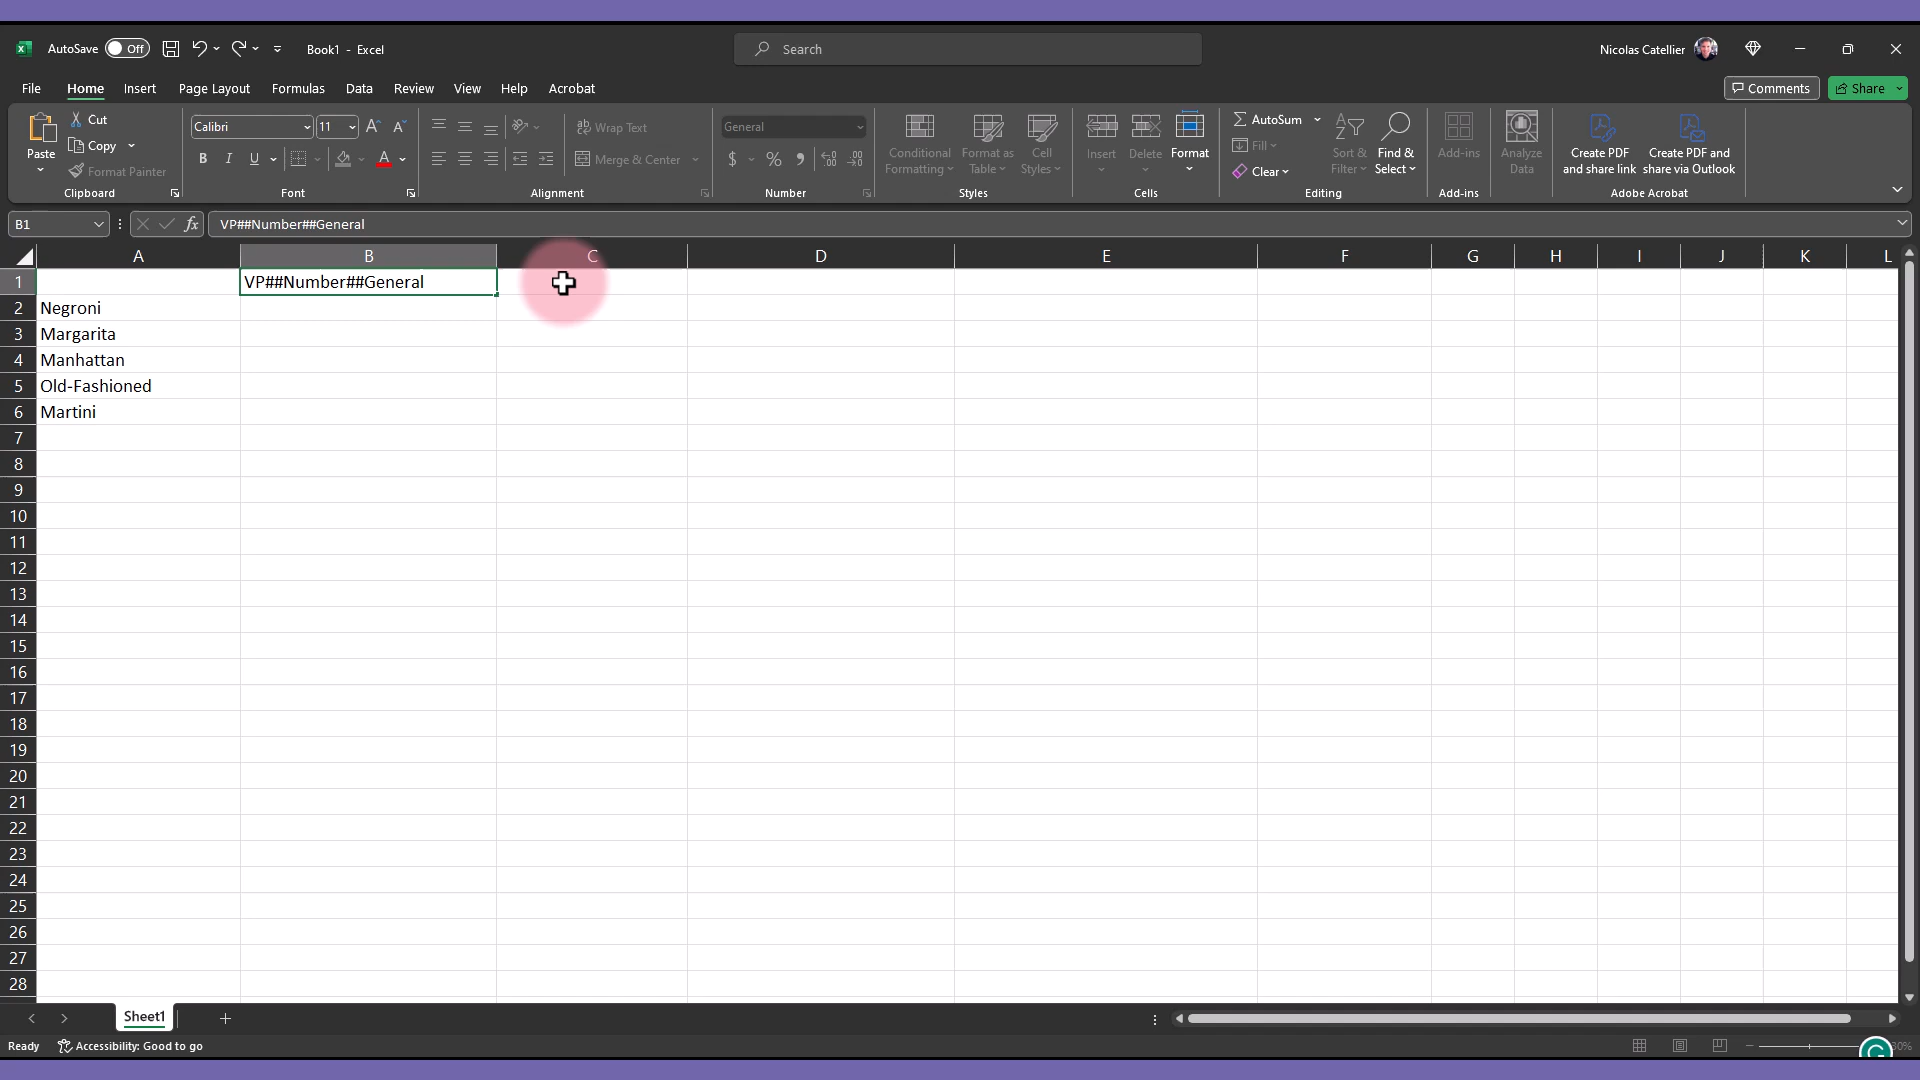 AutoSave Off Book1 - Excel Search Nicolas Catellier
File Home Insert Page Layout Formulas Data Review View Help Acrobat Comments Share
Paste Cut Copy Format Painter Clipboard
Calibri 11 A A B I U A Font
ab Wrap Text Merge & Center Alignment
General $ % , Number
Conditional Formatting Format as Table Cell Styles Styles
Insert Delete Format Cells
AutoSum Fill Clear Sort & Filter Find & Select Editing
Add-ins Add-ins
Analyze Data
Create PDF and share link Create PDF and share via Outlook Adobe Acrobat
B1 fx VP##Number##General
A B C D E F G H I J K L
1 VP##Number##General
2 Negroni
3 Margarita
4 Manhattan
5 Old-Fashioned
6 Martini
7
8
9
10
11
12
13
14
15
16
17
18
19
20
21
22
23
24
25
26
27
28
Sheet1
Ready Accessibility: Good to go